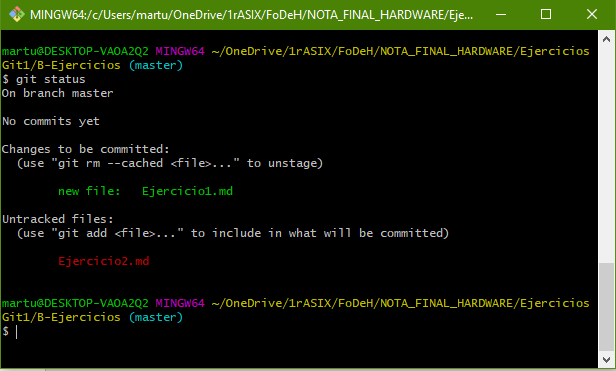 MINGW64:/c/Users/martu/OneDrive/1rASIX/FoDeH/NOTA_FINAL_HARDWARE/Eje...
martu@DESKTOP-VAOA2Q2 MINGW64 ~/OneDrive/1rASIX/FoDeH/NOTA_FINAL_HARDWARE/Ejercicios
Git1/B-Ejercicios (master)
$ git status
On branch master
No commits yet
Changes to be committed:
  (use "git rm --cached <file>..." to unstage)
        new file:   Ejercicio1.md
Untracked files:
  (use "git add <file>..." to include in what will be committed)
        Ejercicio2.md
martu@DESKTOP-VAOA2Q2 MINGW64 ~/OneDrive/1rASIX/FoDeH/NOTA_FINAL_HARDWARE/Ejercicios
Git1/B-Ejercicios (master)
$